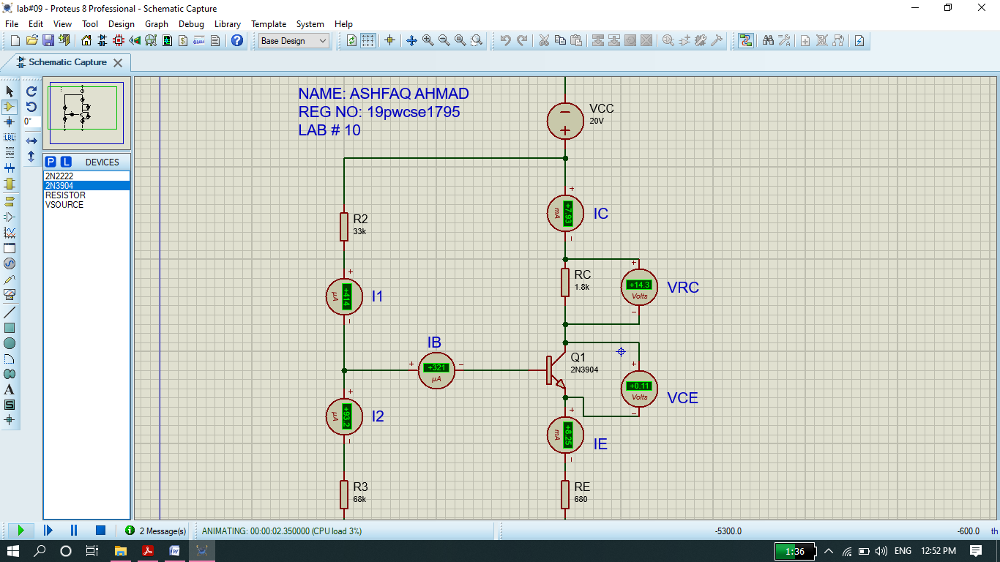 lab#09 - Proteus 8 Professional - Schematic Capture
File Edit View Tool Design Graph Debug Library Template System Help
Base Design
Schematic Capture
0°
P L DEVICES
2N2222
2N3904
RESISTOR
VSOURCE
LBL
A
S
NAME: ASHFAQ AHMAD
REG NO: 19pwcse1795
LAB # 10
VCC
20V
+7.93
mA
IC
R2
33k
RC
1.8k
+14.3
Volts
VRC
+414
µA
I1
IB
+321
µA
Q1
2N3904
+0.11
Volts
VCE
+93.2
µA
I2
+8.25
mA
IE
R3
68k
RE
680
2 Message(s)
ANIMATING: 00:00:02.350000 (CPU load 3%)
-5300.0
-600.0
th
1:36
ENG
12:52 PM